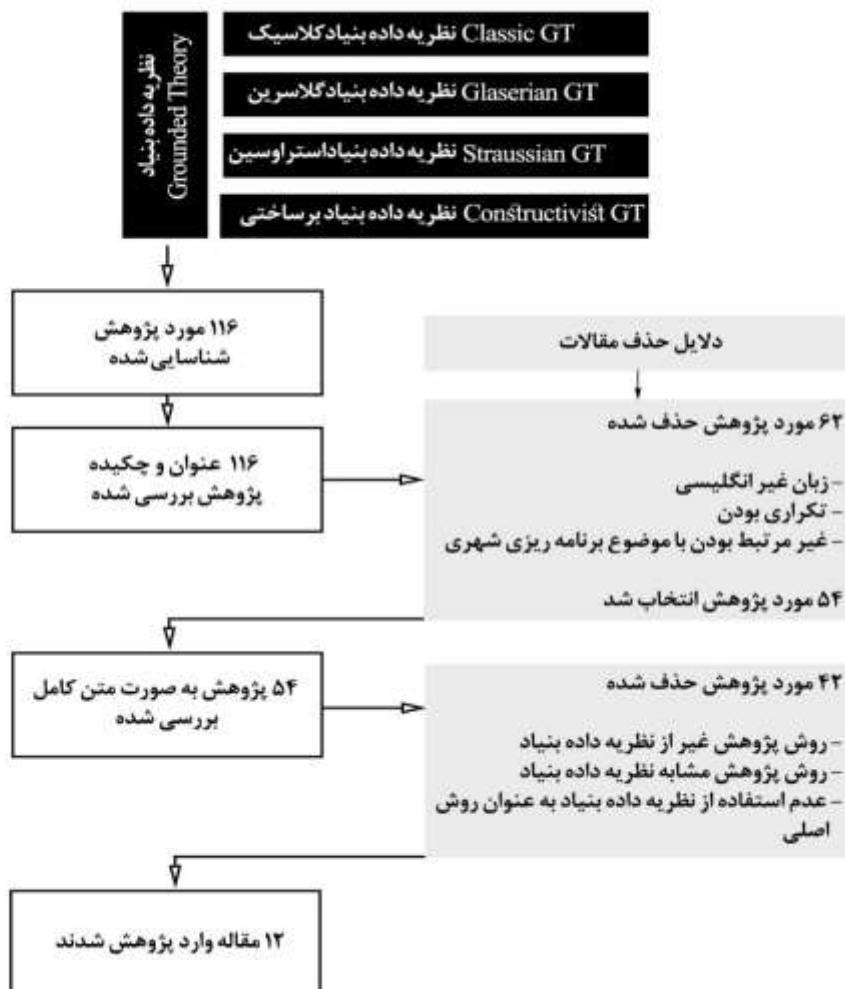 نظریه داده بنیاد
Grounded Theory
Classic GT نظریه داده بنیاد کلاسیک
Glaserian GT نظریه داده بنیاد گلاسرین
Straussian GT نظریه داده بنیاد استراوسین
Constructivist GT نظریه داده بنیاد برساختی
۱۱۶ مورد پژوهش
شناسایی شده
دلایل حذف مقالات
۱۱۶ عنوان و چکیده
پژوهش بررسی شده
۶۲ مورد پژوهش حذف شده
- زبان غیر انگلیسی
- تکراری بودن
- غیر مرتبط بودن با موضوع برنامه ریزی شهری
۵۴ مورد پژوهش انتخاب شد
۵۴ پژوهش به صورت متن کامل
بررسی شده
۴۲ مورد پژوهش حذف شده
- روش پژوهش غیر از نظریه داده بنیاد
- روش پژوهش مشابه نظریه داده بنیاد
- عدم استفاده از نظریه داده بنیاد به عنوان روش
اصلی
۱۲ مقاله وارد پژوهش شدند